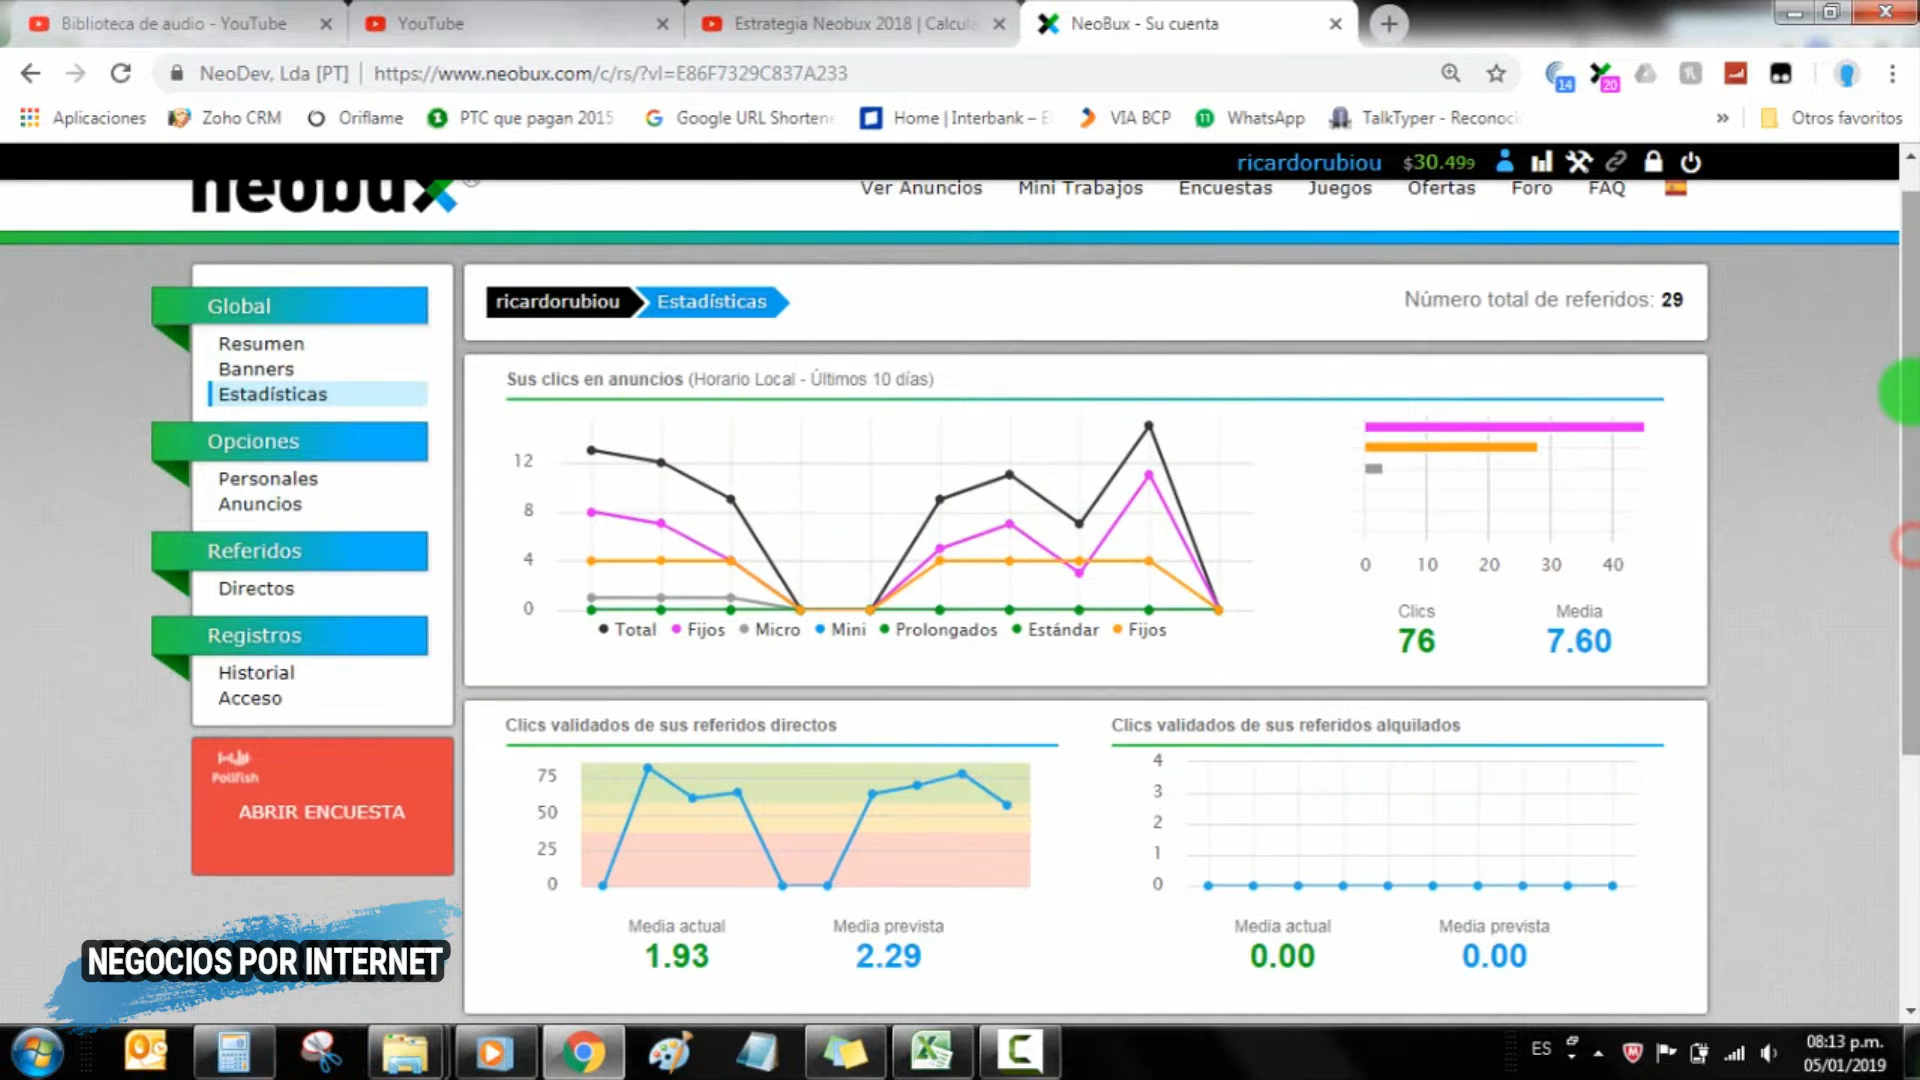 Biblioteca de audio - YouTube
YouTube
Estrategia Neobux 2018 | Calcul
NeoBux - Su cuenta
NeoDev, Lda [PT]
https://www.neobux.com/c/rs/?vl=E86F7329C837A233
14
20
Aplicaciones
Zoho CRM
Oriflame
PTC que pagan 2015
Google URL Shortene
Home | Interbank – E
11
VIA BCP
WhatsApp
TalkTyper - Reconoci
»
Otros favoritos
ricardorubiou
$30.499
neobux
Ver Anuncios
Mini Trabajos
Encuestas
Juegos
Ofertas
Foro
FAQ
Global
Resumen
Banners
Estadísticas
Opciones
Personales
Anuncios
Referidos
Directos
Registros
Historial
Acceso
Pollfish
ABRIR ENCUESTA
ricardorubiou
Estadísticas
Número total de referidos: 29
Sus clics en anuncios (Horario Local - Últimos 10 días)
12
8
4
0
Total
Fijos
Micro
Mini
Prolongados
Estándar
Fijos
0
10
20
30
40
Clics
Media
76
7.60
Clics validados de sus referidos directos
75
50
25
0
Media actual
Media prevista
1.93
2.29
Clics validados de sus referidos alquilados
4
3
2
1
0
Media actual
Media prevista
0.00
0.00
NEGOCIOS POR INTERNET
ES
08:13 p.m.
05/01/2019